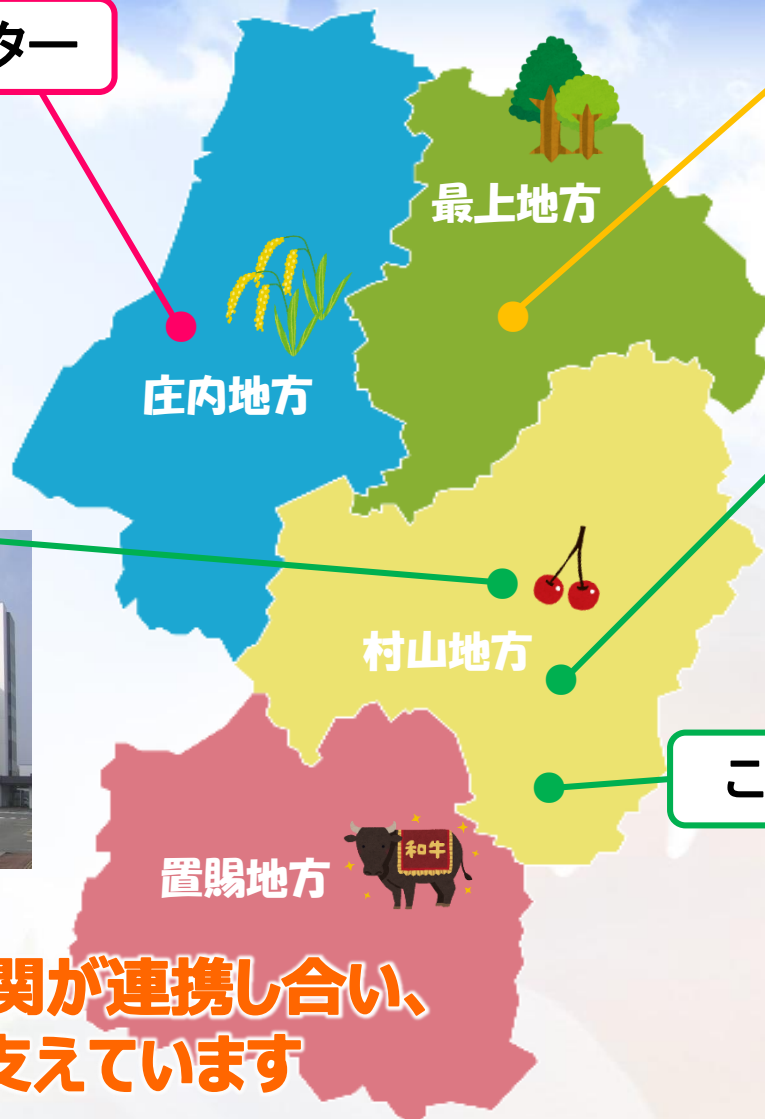 ター
最上地方
庄内地方
村山地方
こ
置賜地方
和牛
関が連携し合い、
支えています